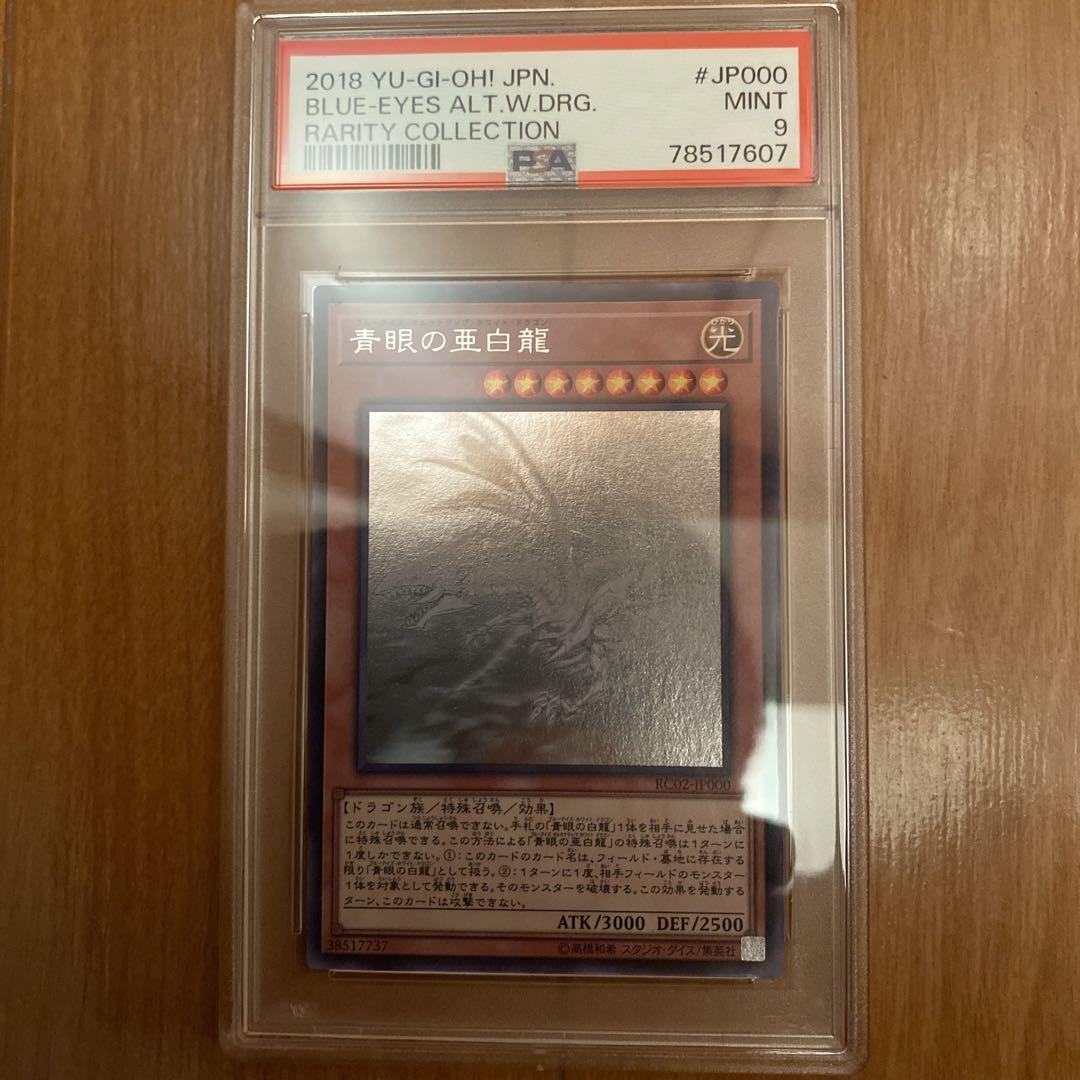 2018 YU-GI-OH! JPN. #JP000
BLUE-EYES ALT.W.DRG. MINT
RARITY COLLECTION 9
PSA 78517607
青眼の亜白龍
光
RC02-JP000
【ドラゴン族/特殊召喚/効果】
このカードは通常召喚できない。手札の「青眼の白龍」1体を相手に見せた場合
に特殊召喚できる。この方法による「青眼の亜白龍」の特殊召喚は1ターンに
1度しかできない。①:このカードのカード名は、フィールド・墓地に存在する
限り「青眼の白龍」として扱う。②:1ターンに1度、相手フィールドのモンスター
1体を対象として発動できる。そのモンスターを破壊する。この効果を発動する
ターン、このカードは攻撃できない。
ATK/3000 DEF/2500
38517737 ©高橋和希 スタジオ・ダイス/集英社